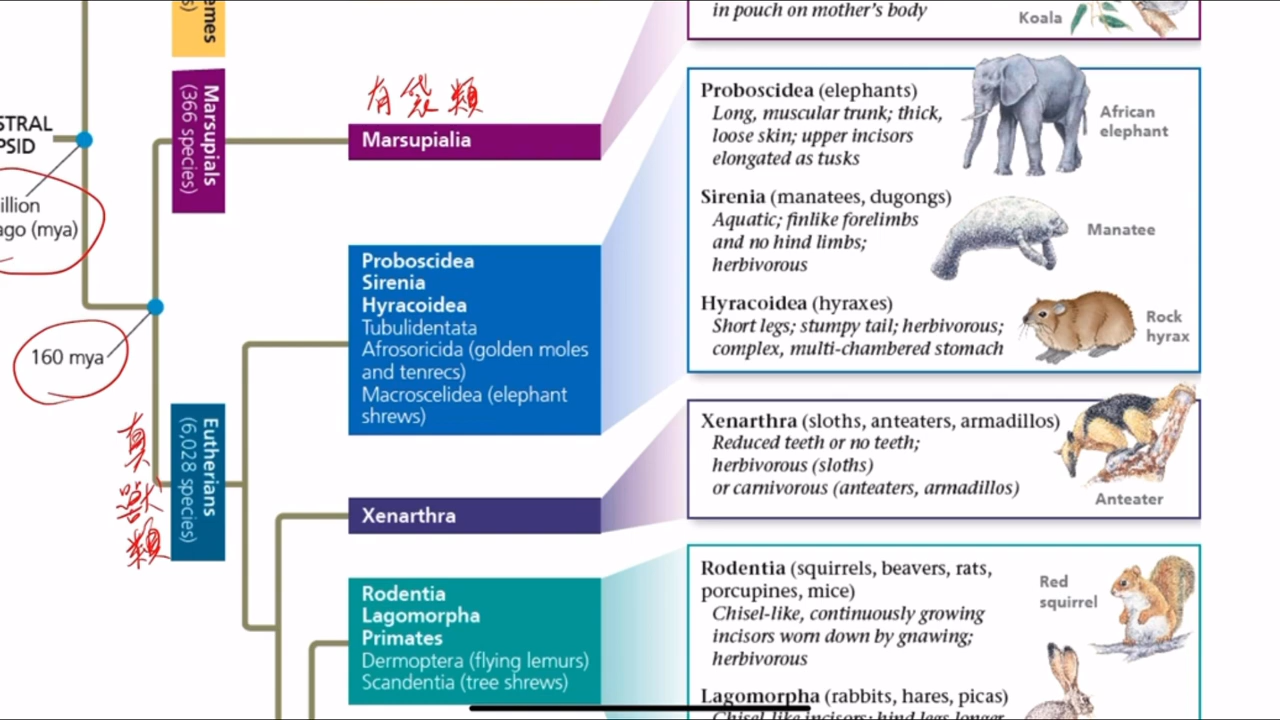 in pouch on mother's body
Koala
Marsupials
(366 species)
有袋類
Marsupialia
160 mya
ago (mya)
真獸類
Eutherians
(6,028 species)
Proboscidea
Sirenia
Hyracoidea
Tubulidentata
Afrosoricida (golden moles
and tenrecs)
Macroscelidea (elephant
shrews)
Xenarthra
Rodentia
Lagomorpha
Primates
Dermoptera (flying lemurs)
Scandentia (tree shrews)
Proboscidea (elephants)
Long, muscular trunk; thick,
loose skin; upper incisors
elongated as tusks
African
elephant
Sirenia (manatees, dugongs)
Aquatic; finlike forelimbs
and no hind limbs;
herbivorous
Manatee
Hyracoidea (hyraxes)
Short legs; stumpy tail; herbivorous;
complex, multi-chambered stomach
Rock
hyrax
Xenarthra (sloths, anteaters, armadillos)
Reduced teeth or no teeth;
herbivorous (sloths)
or carnivorous (anteaters, armadillos)
Anteater
Rodentia (squirrels, beavers, rats,
porcupines, mice)
Chisel-like, continuously growing
incisors worn down by gnawing;
herbivorous
Red
squirrel
Lagomorpha (rabbits, hares, picas)
Chisel-like incisors; hind legs longer